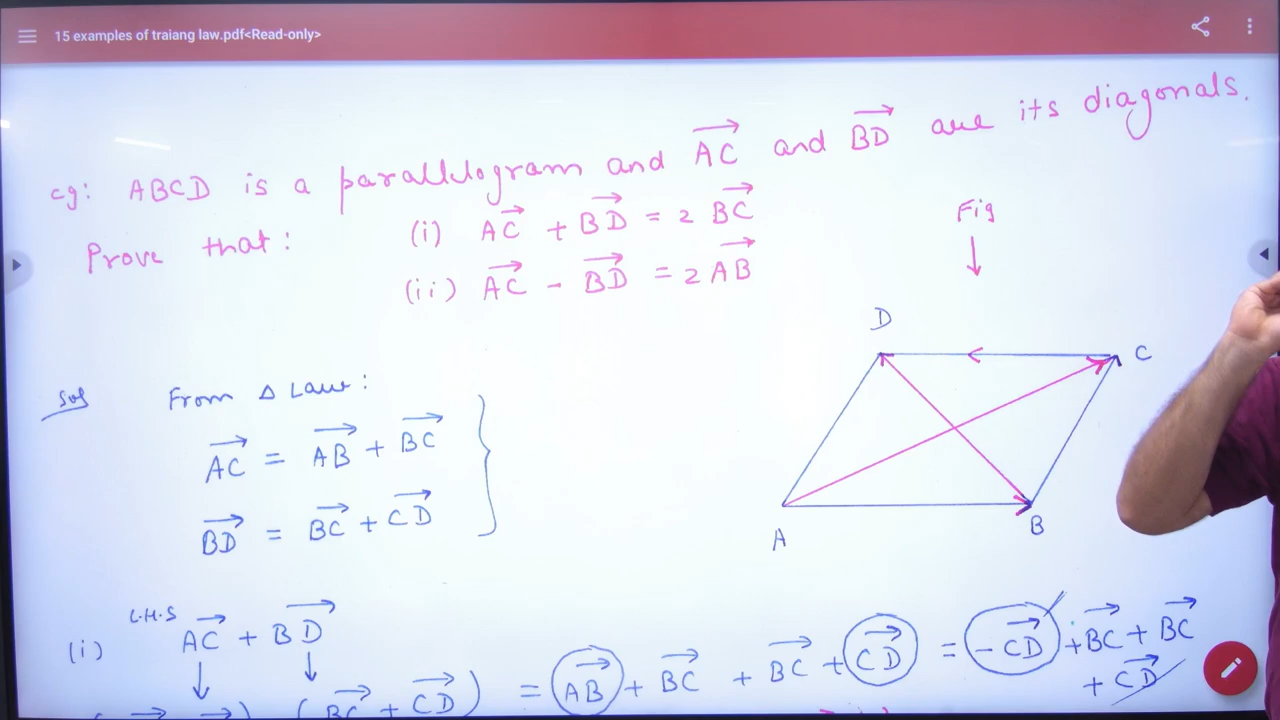 15 examples of traiang law.pdf<Read-only>
eg: ABCD is a parallelogram and AC⃗ and BD⃗ are its diagonals.
Prove that: (i) AC⃗ + BD⃗ = 2 BC⃗
(ii) AC⃗ - BD⃗ = 2 AB⃗
Fig
↓
D
C
A
B
Sol From Δ Law:
AC⃗ = AB⃗ + BC⃗
BD⃗ = BC⃗ + CD⃗
(i) L.H.S AC⃗ + BD⃗
↓ ↓
(BC⃗ + CD⃗) = AB⃗ + BC⃗ + BC⃗ + CD⃗ = -CD⃗ + BC⃗ + BC⃗
+ CD⃗